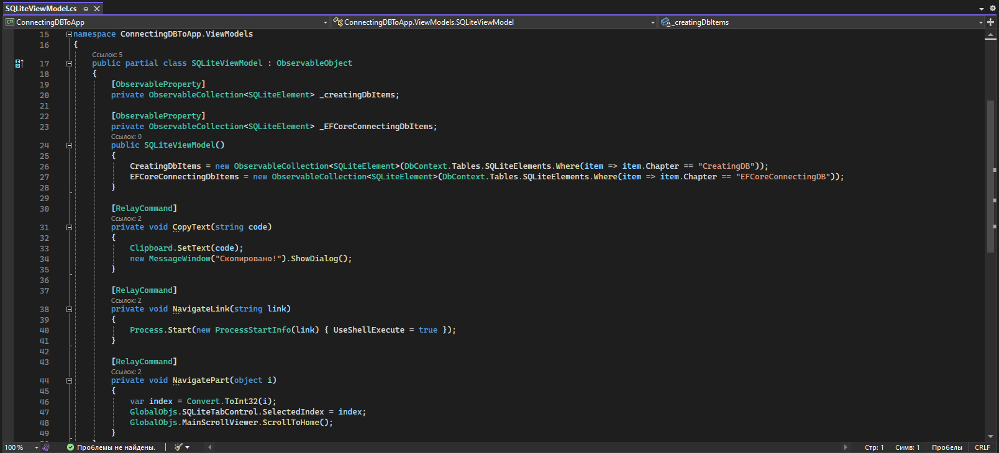 SQLiteViewModel.cs
ConnectingDBToApp ConnectingDBToApp.ViewModels.SQLiteViewModel _creatingDbItems
15 namespace ConnectingDBToApp.ViewModels
16 {
Ссылок: 5
17 public partial class SQLiteViewModel : ObservableObject
18 {
19 [ObservableProperty]
20 private ObservableCollection<SQLiteElement> _creatingDbItems;
21
22 [ObservableProperty]
23 private ObservableCollection<SQLiteElement> _EFCoreConnectingDbItems;
Ссылок: 0
24 public SQLiteViewModel()
25 {
26 CreatingDbItems = new ObservableCollection<SQLiteElement>(DbContext.Tables.SQLiteElements.Where(item => item.Chapter == "CreatingDB"));
27 EFCoreConnectingDbItems = new ObservableCollection<SQLiteElement>(DbContext.Tables.SQLiteElements.Where(item => item.Chapter == "EFCoreConnectingDB"));
28 }
29
30 [RelayCommand]
Ссылок: 2
31 private void CopyText(string code)
32 {
33 Clipboard.SetText(code);
34 new MessageWindow("Скопировано!").ShowDialog();
35 }
36
37 [RelayCommand]
Ссылок: 2
38 private void NavigateLink(string link)
39 {
40 Process.Start(new ProcessStartInfo(link) { UseShellExecute = true });
41 }
42
43 [RelayCommand]
Ссылок: 2
44 private void NavigatePart(object i)
45 {
46 var index = Convert.ToInt32(i);
47 GlobalObjs.SQLiteTabControl.SelectedIndex = index;
48 GlobalObjs.MainScrollViewer.ScrollToHome();
49 }
100 % Проблемы не найдены. Стр: 1 Симв: 1 Пробелы CRLF